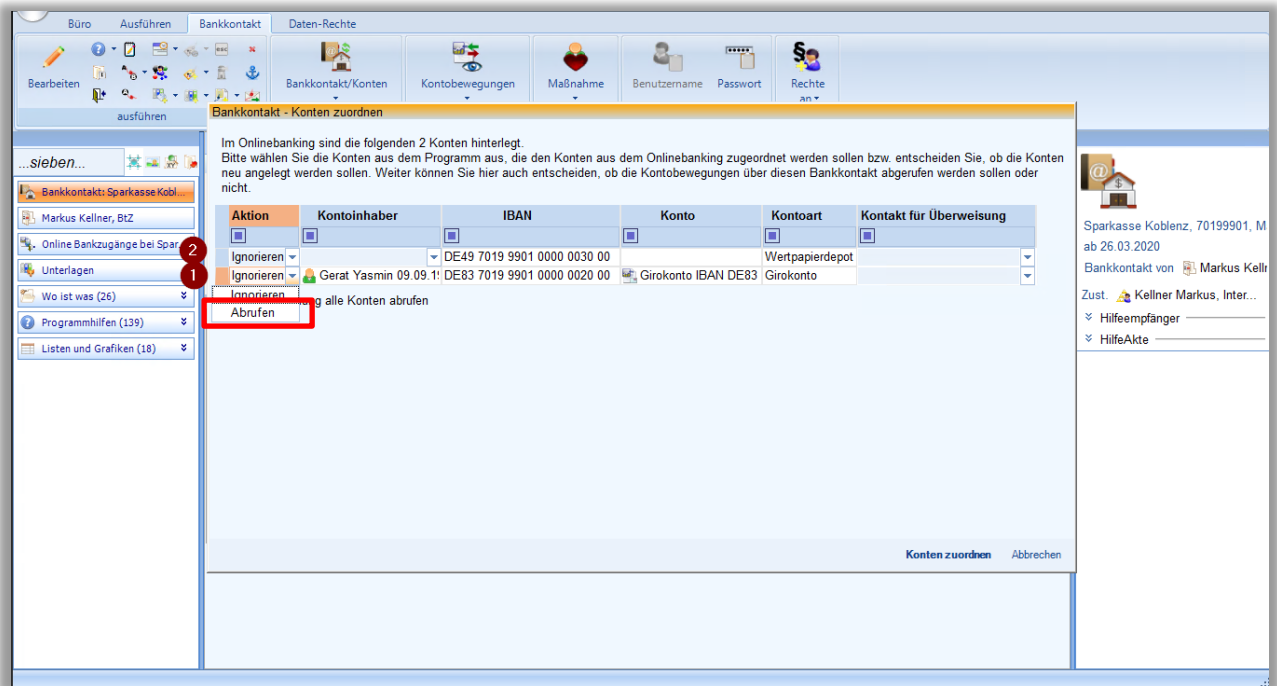 Büro Ausführen Bankkontakt Daten-Rechte
Bearbeiten
Bankkontakt/Konten Kontobewegungen Maßnahme Benutzername Passwort Rechte
an
ausführen
Bankkontakt - Konten zuordnen
...sieben...
Bankkontakt: Sparkasse Kobl...
Markus Kellner, BtZ
Online Bankzugänge bei Spar...
Unterlagen
Wo ist was (26)
Programmhilfen (139)
Listen und Grafiken (18)
Im Onlinebanking sind die folgenden 2 Konten hinterlegt.
Bitte wählen Sie die Konten aus dem Programm aus, die den Konten aus dem Onlinebanking zugeordnet werden sollen bzw. entscheiden Sie, ob die Konten
neu angelegt werden sollen. Weiter können Sie hier auch entscheiden, ob die Kontobewegungen über diesen Bankkontakt abgerufen werden sollen oder
nicht.
Aktion Kontoinhaber IBAN Konto Kontoart Kontakt für Überweisung
2
Ignorieren DE49 7019 9901 0000 0030 00 Wertpapierdepot
1
Ignorieren Gerat Yasmin 09.09.1 DE83 7019 9901 0000 0020 00 Girokonto IBAN DE83 Girokonto
Ignorieren
alle Konten abrufen
Abrufen
Konten zuordnen Abbrechen
Sparkasse Koblenz, 70199901, M
ab 26.03.2020
Bankkontakt von Markus Kell
Zust. Kellner Markus, Inter...
Hilfeempfänger
HilfeAkte